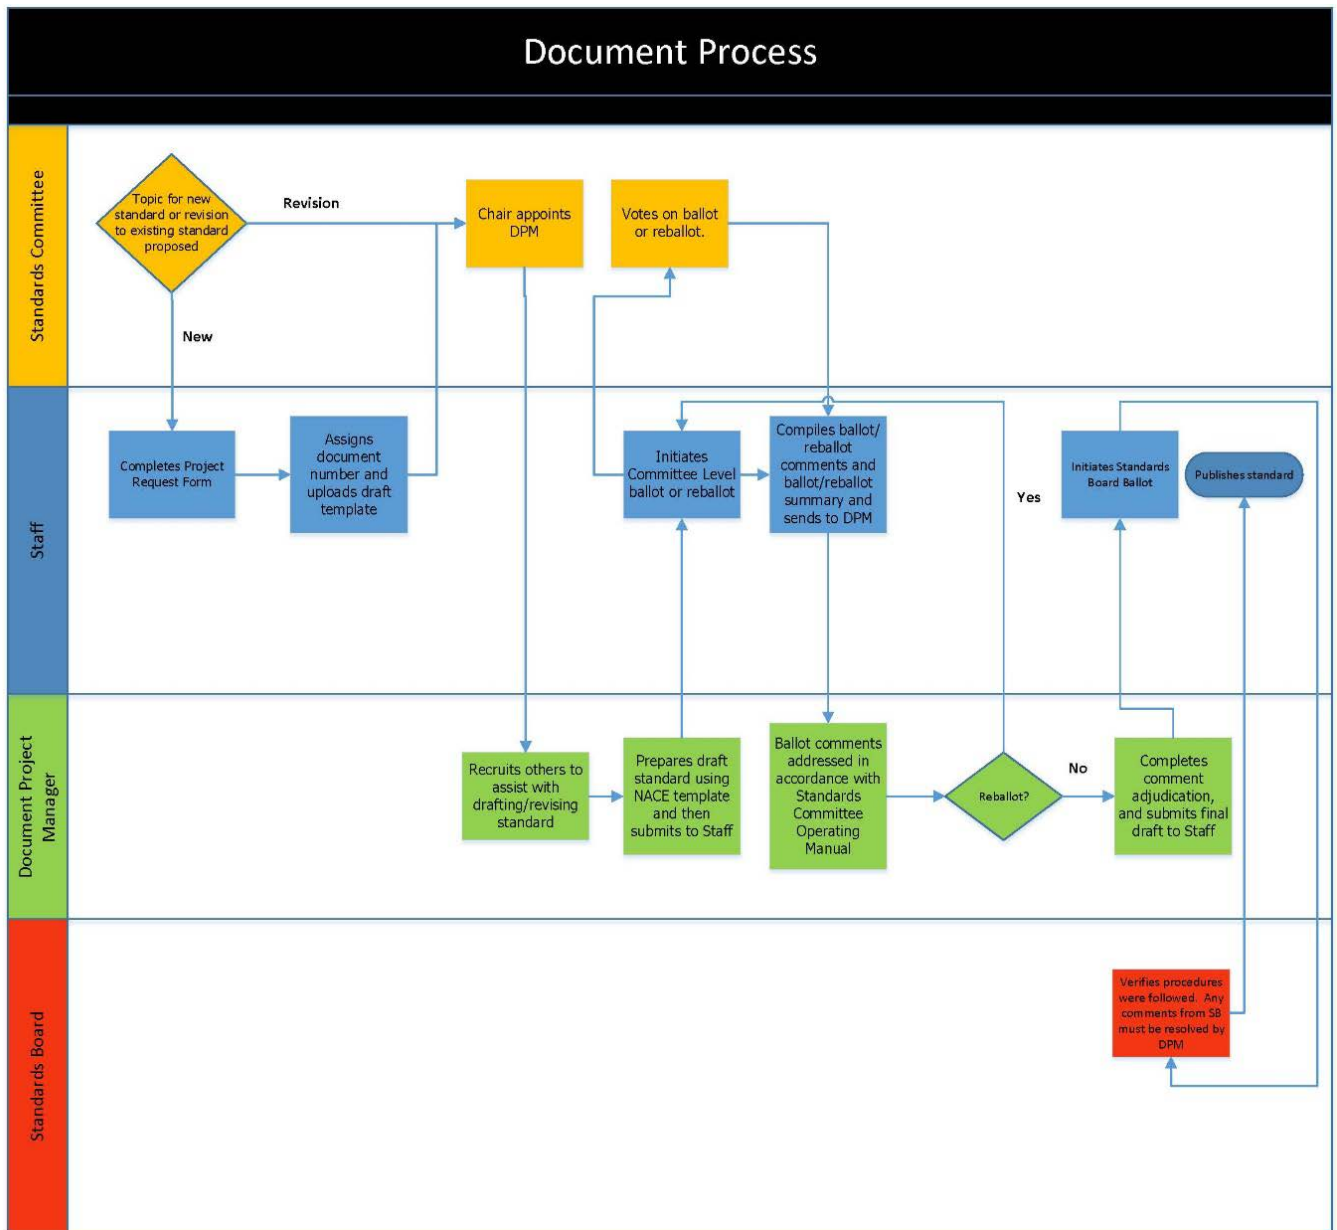 Document Process
Standards Committee
Topic for new
standard or revision
to existing standard
proposed
Revision
New
Chair appoints
DPM
Votes on ballot
or reballot.
Staff
Completes Project
Request Form
Assigns
document
number and
uploads draft
template
Initiates
Committee Level
ballot or reballot
Compiles ballot/
reballot
comments and
ballot/reballot
summary and
sends to DPM
Yes
Initiates Standards
Board Ballot
Publishes standard
Document Project
Manager
Recruits others to
assist with
drafting/revising
standard
Prepares draft
standard using
NACE template
and then
submits to Staff
Ballot comments
addressed in
accordance with
Standards
Committee
Operating
Manual
Reballot?
No
Completes
comment
adjudication,
and submits final
draft to Staff
Standards Board
Verifies procedures
were followed. Any
comments from SB
must be resolved by
DPM